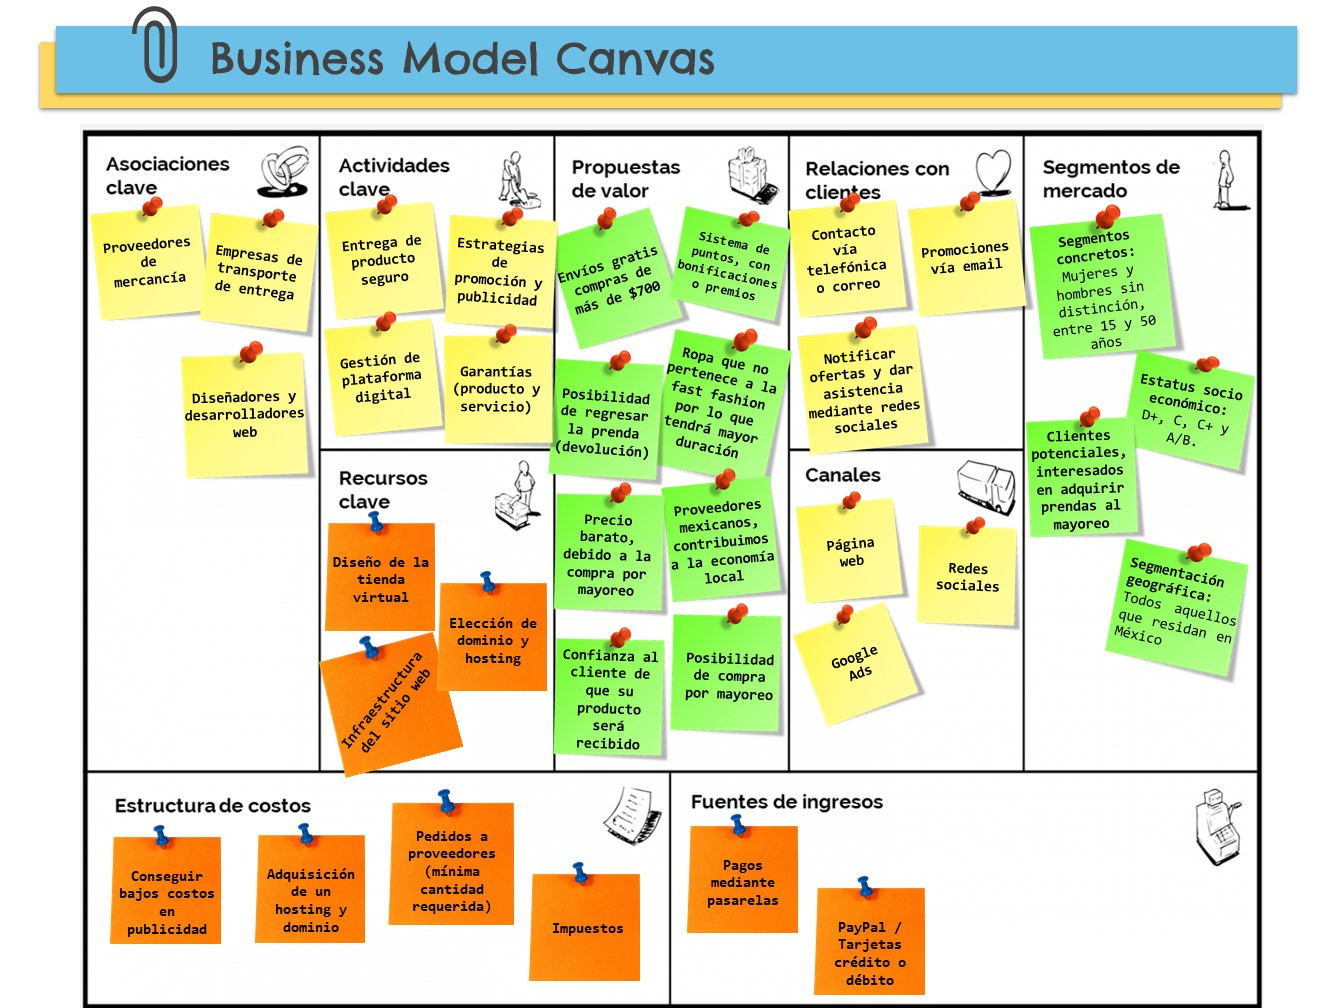 Business Model Canvas
Asociaciones
clave
Proveedores
de
mercancía
Empresas de
transporte
de entrega
Diseñadores y
desarrolladores
web
Actividades
clave
Entrega de
producto
seguro
Estrategias
de
promoción y
publicidad
Gestión de
plataforma
digital
Garantías
(producto y
servicio)
Recursos
clave
Diseño de la
tienda
virtual
Elección de
dominio y
hosting
Infraestructura
del sitio web
Propuestas
de valor
Envíos gratis
compras de
más de $700
Sistema de
puntos, con
bonificaciones
o premios
Posibilidad
de regresar
la prenda
(devolución)
Ropa que no
pertenece a la
fast fashion
por lo que
tendrá mayor
duración
Precio
barato,
debido a la
compra por
mayoreo
Proveedores
mexicanos,
contribuimos
a la economía
local
Confianza al
cliente de
que su
producto
será
recibido
Posibilidad
de compra
por mayoreo
Relaciones con
clientes
Contacto
vía
telefónica
o correo
Promociones
vía email
Notificar
ofertas y dar
asistencia
mediante redes
sociales
Canales
Página
web
Redes
sociales
Google
Ads
Segmentos de
mercado
Segmentos
concretos:
Mujeres y
hombres sin
distinción,
entre 15 y 50
años
Estatus socio
económico:
D+, C, C+ y
A/B.
Clientes
potenciales,
interesados
en adquirir
prendas al
mayoreo
Segmentación
geográfica:
Todos aquellos
que residan en
México
Estructura de costos
Conseguir
bajos costos
en
publicidad
Adquisición
de un
hosting y
dominio
Pedidos a
proveedores
(mínima
cantidad
requerida)
Impuestos
Fuentes de ingresos
Pagos
mediante
pasarelas
PayPal /
Tarjetas
crédito o
débito